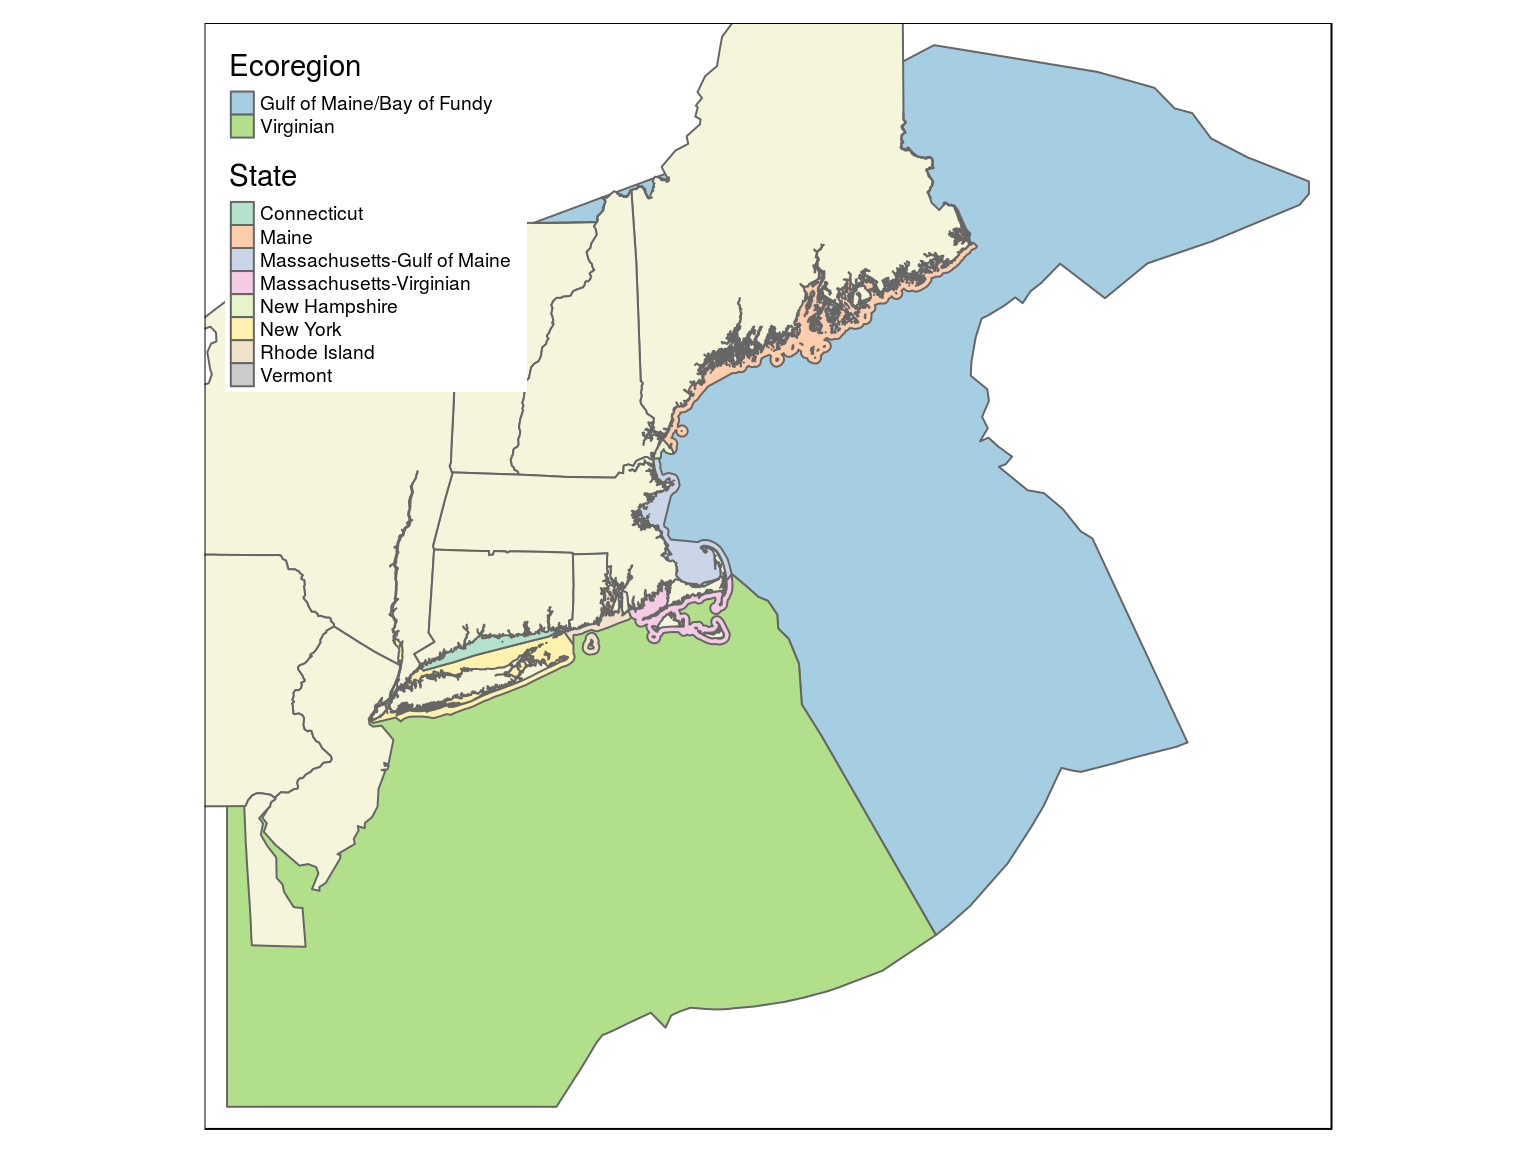 Ecoregion
Gulf of Maine/Bay of Fundy
Virginian
State
Connecticut
Maine
Massachusetts-Gulf of Maine
Massachusetts-Virginian
New Hampshire
New York
Rhode Island
Vermont